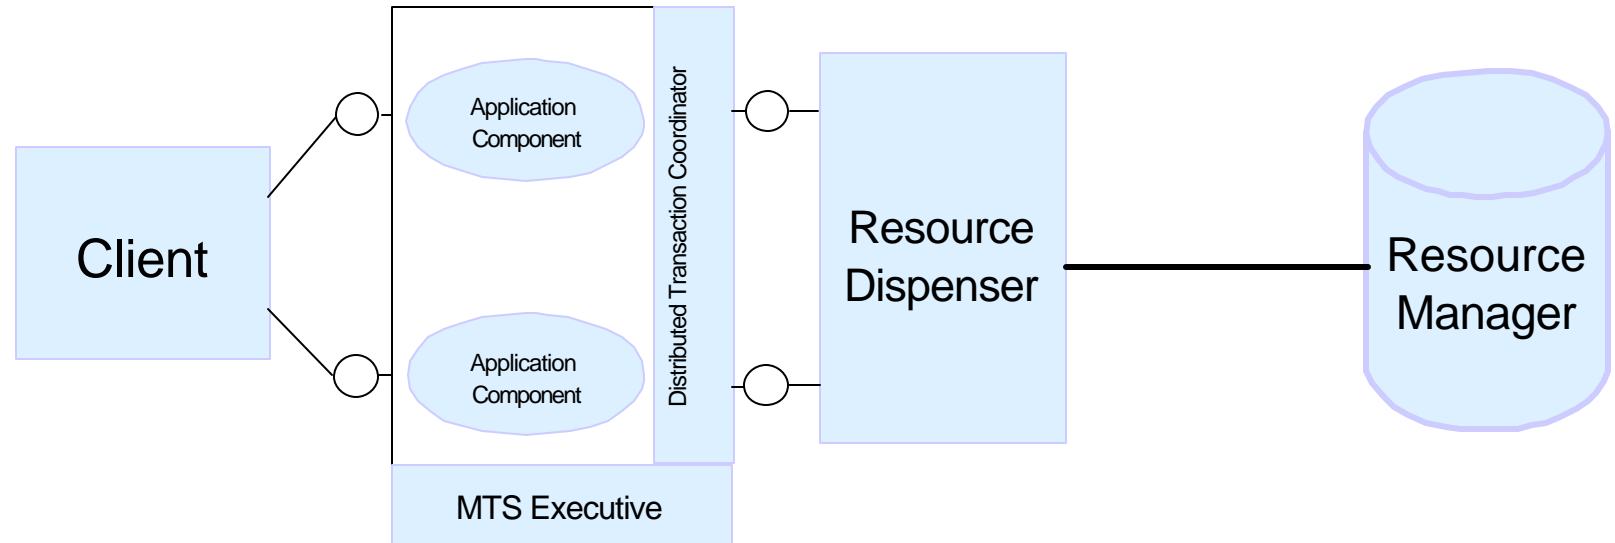 Client
Application
Component
Application
Component
Distributed Transaction Coordinator
MTS Executive
Resource
Dispenser
Resource
Manager